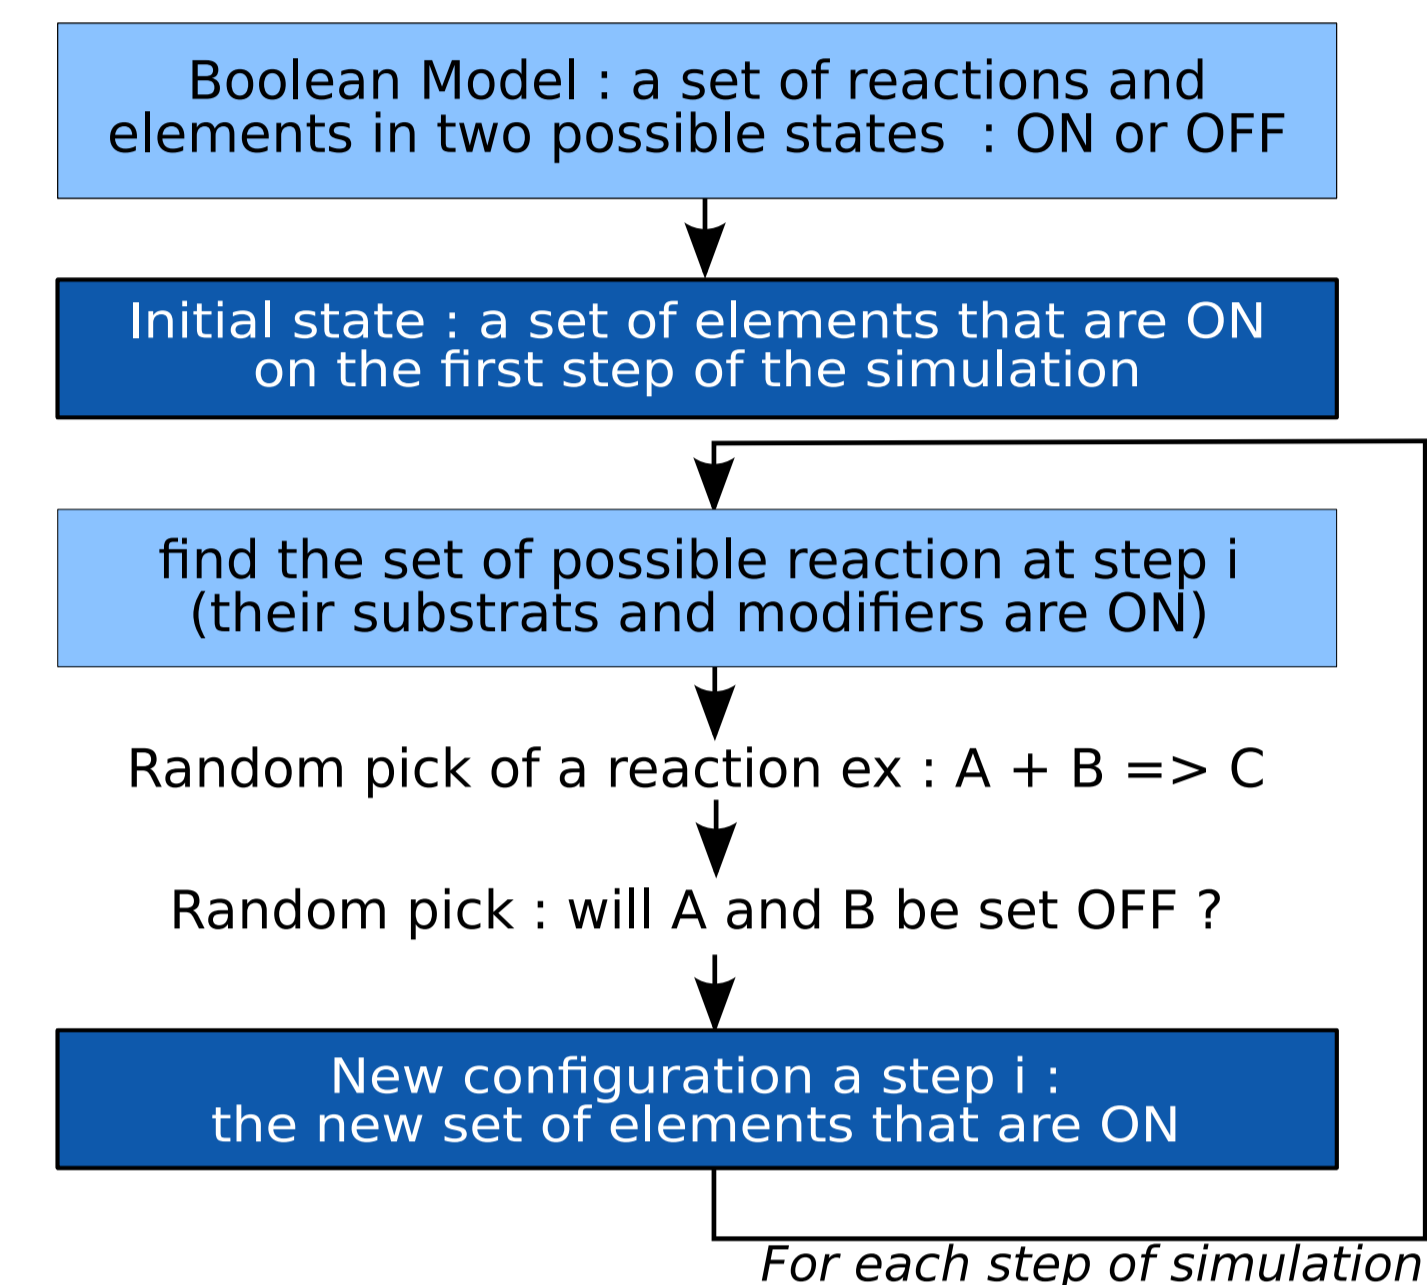 Boolean Model : a set of reactions and
elements in two possible states  : ON or OFF
Initial state : a set of elements that are ON
on the first step of the simulation
find the set of possible reaction at step i
(their substrats and modifiers are ON)
Random pick of a reaction ex : A + B => C
Random pick : will A and B be set OFF ?
New configuration a step i :
the new set of elements that are ON
For each step of simulation